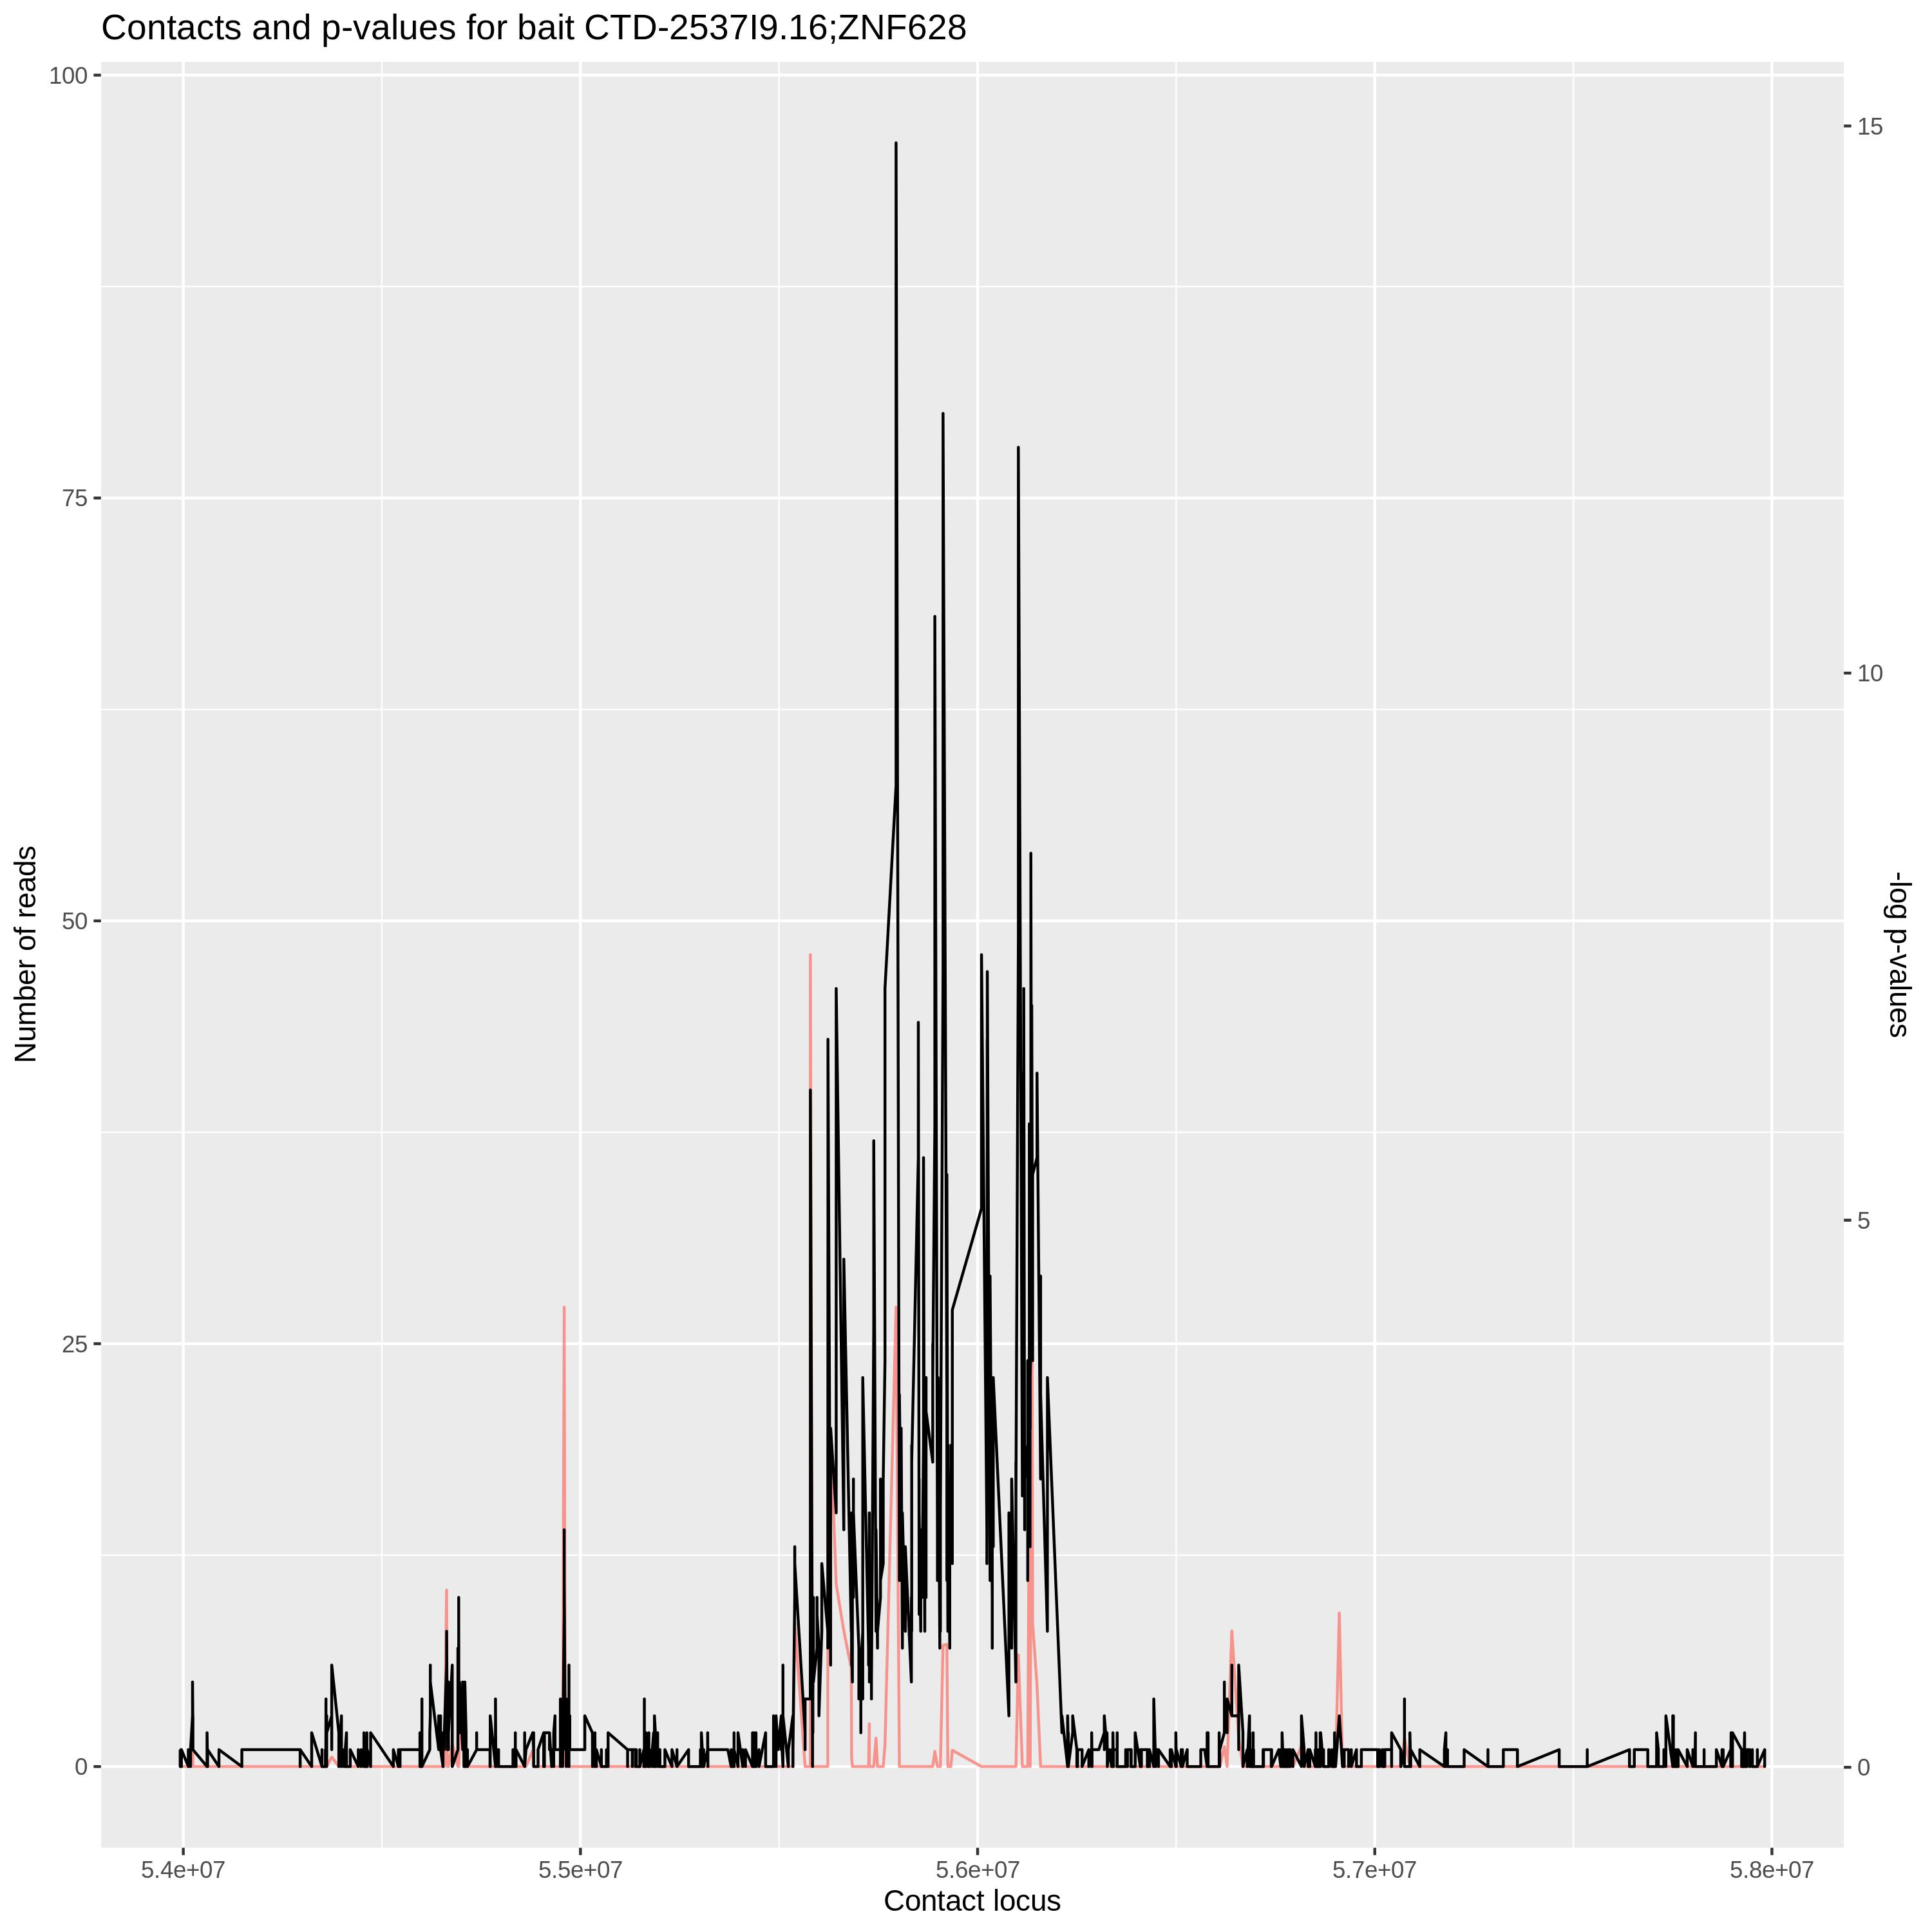 Contacts and p-values for bait CTD-2537I9.16;ZNF628
100
75
50
25
0
Number of reads
15
10
5
0
-log p-values
5.4e+07
5.5e+07
5.6e+07
5.7e+07
5.8e+07
Contact locus